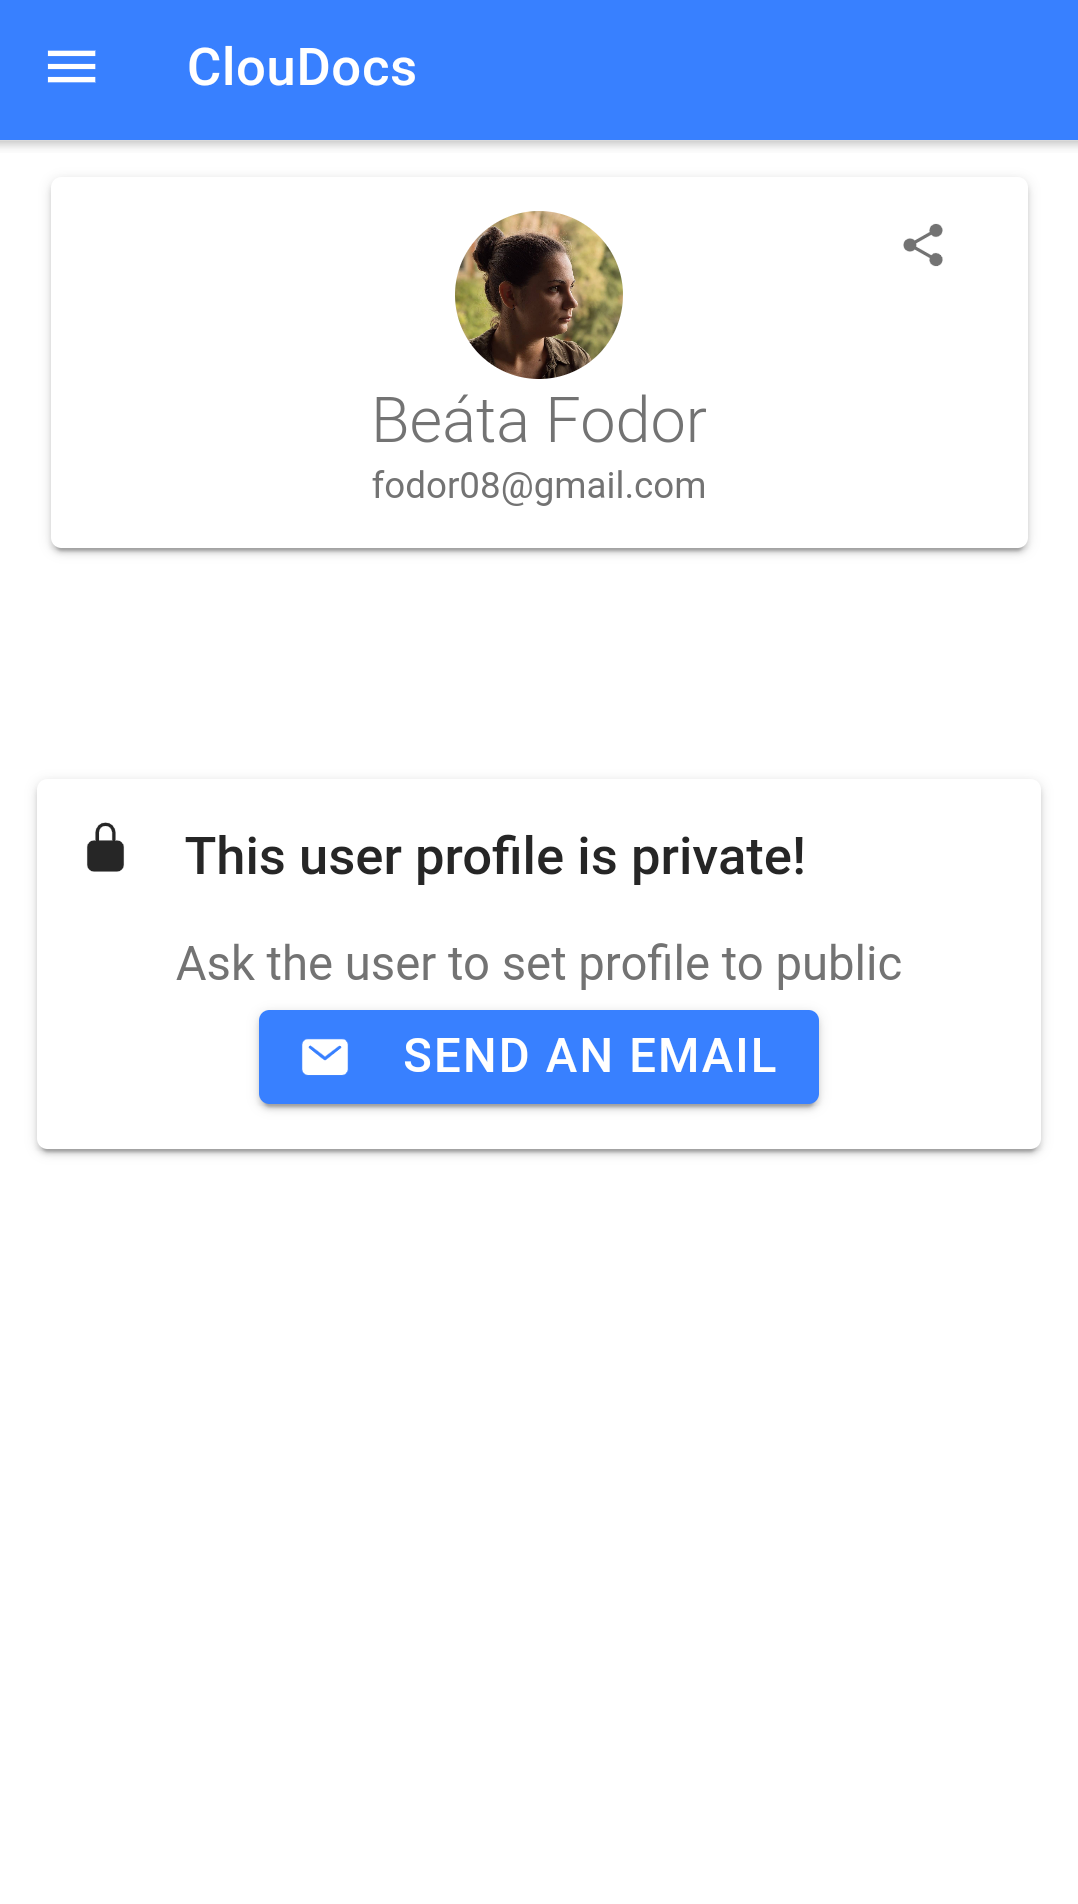 ClouDocs
Beáta Fodor
fodor08@gmail.com
This user profile is private!
Ask the user to set profile to public
SEND AN EMAIL